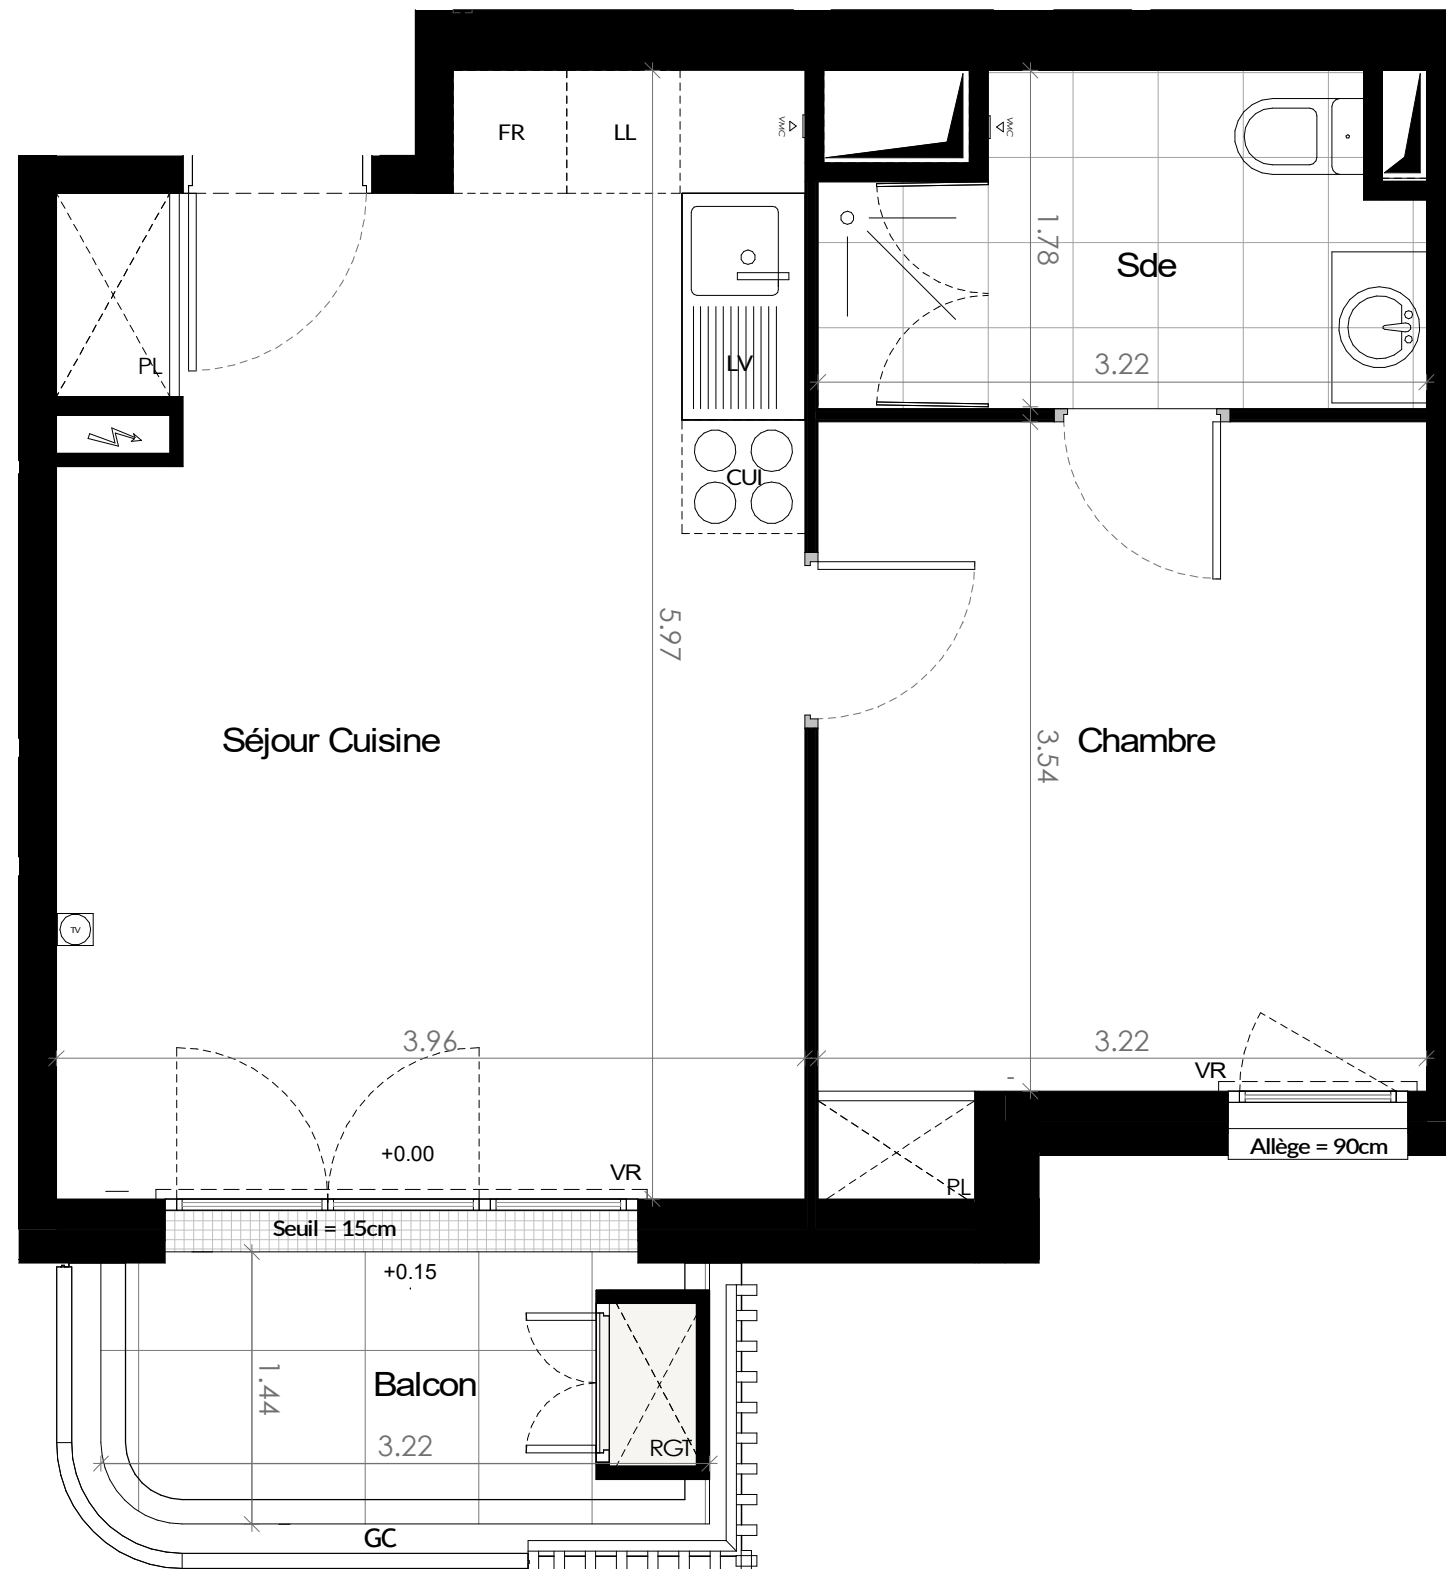 FR
LL
VMC
VMC
1.78
Sde
PL
LV
3.22
CUI
5.97
Séjour Cuisine
3.54
Chambre
TV
3.96
3.22
VR
+0.00
VR
Allège = 90cm
PL
Seuil = 15cm
+0.15
1.44
Balcon
3.22
RGT
GC